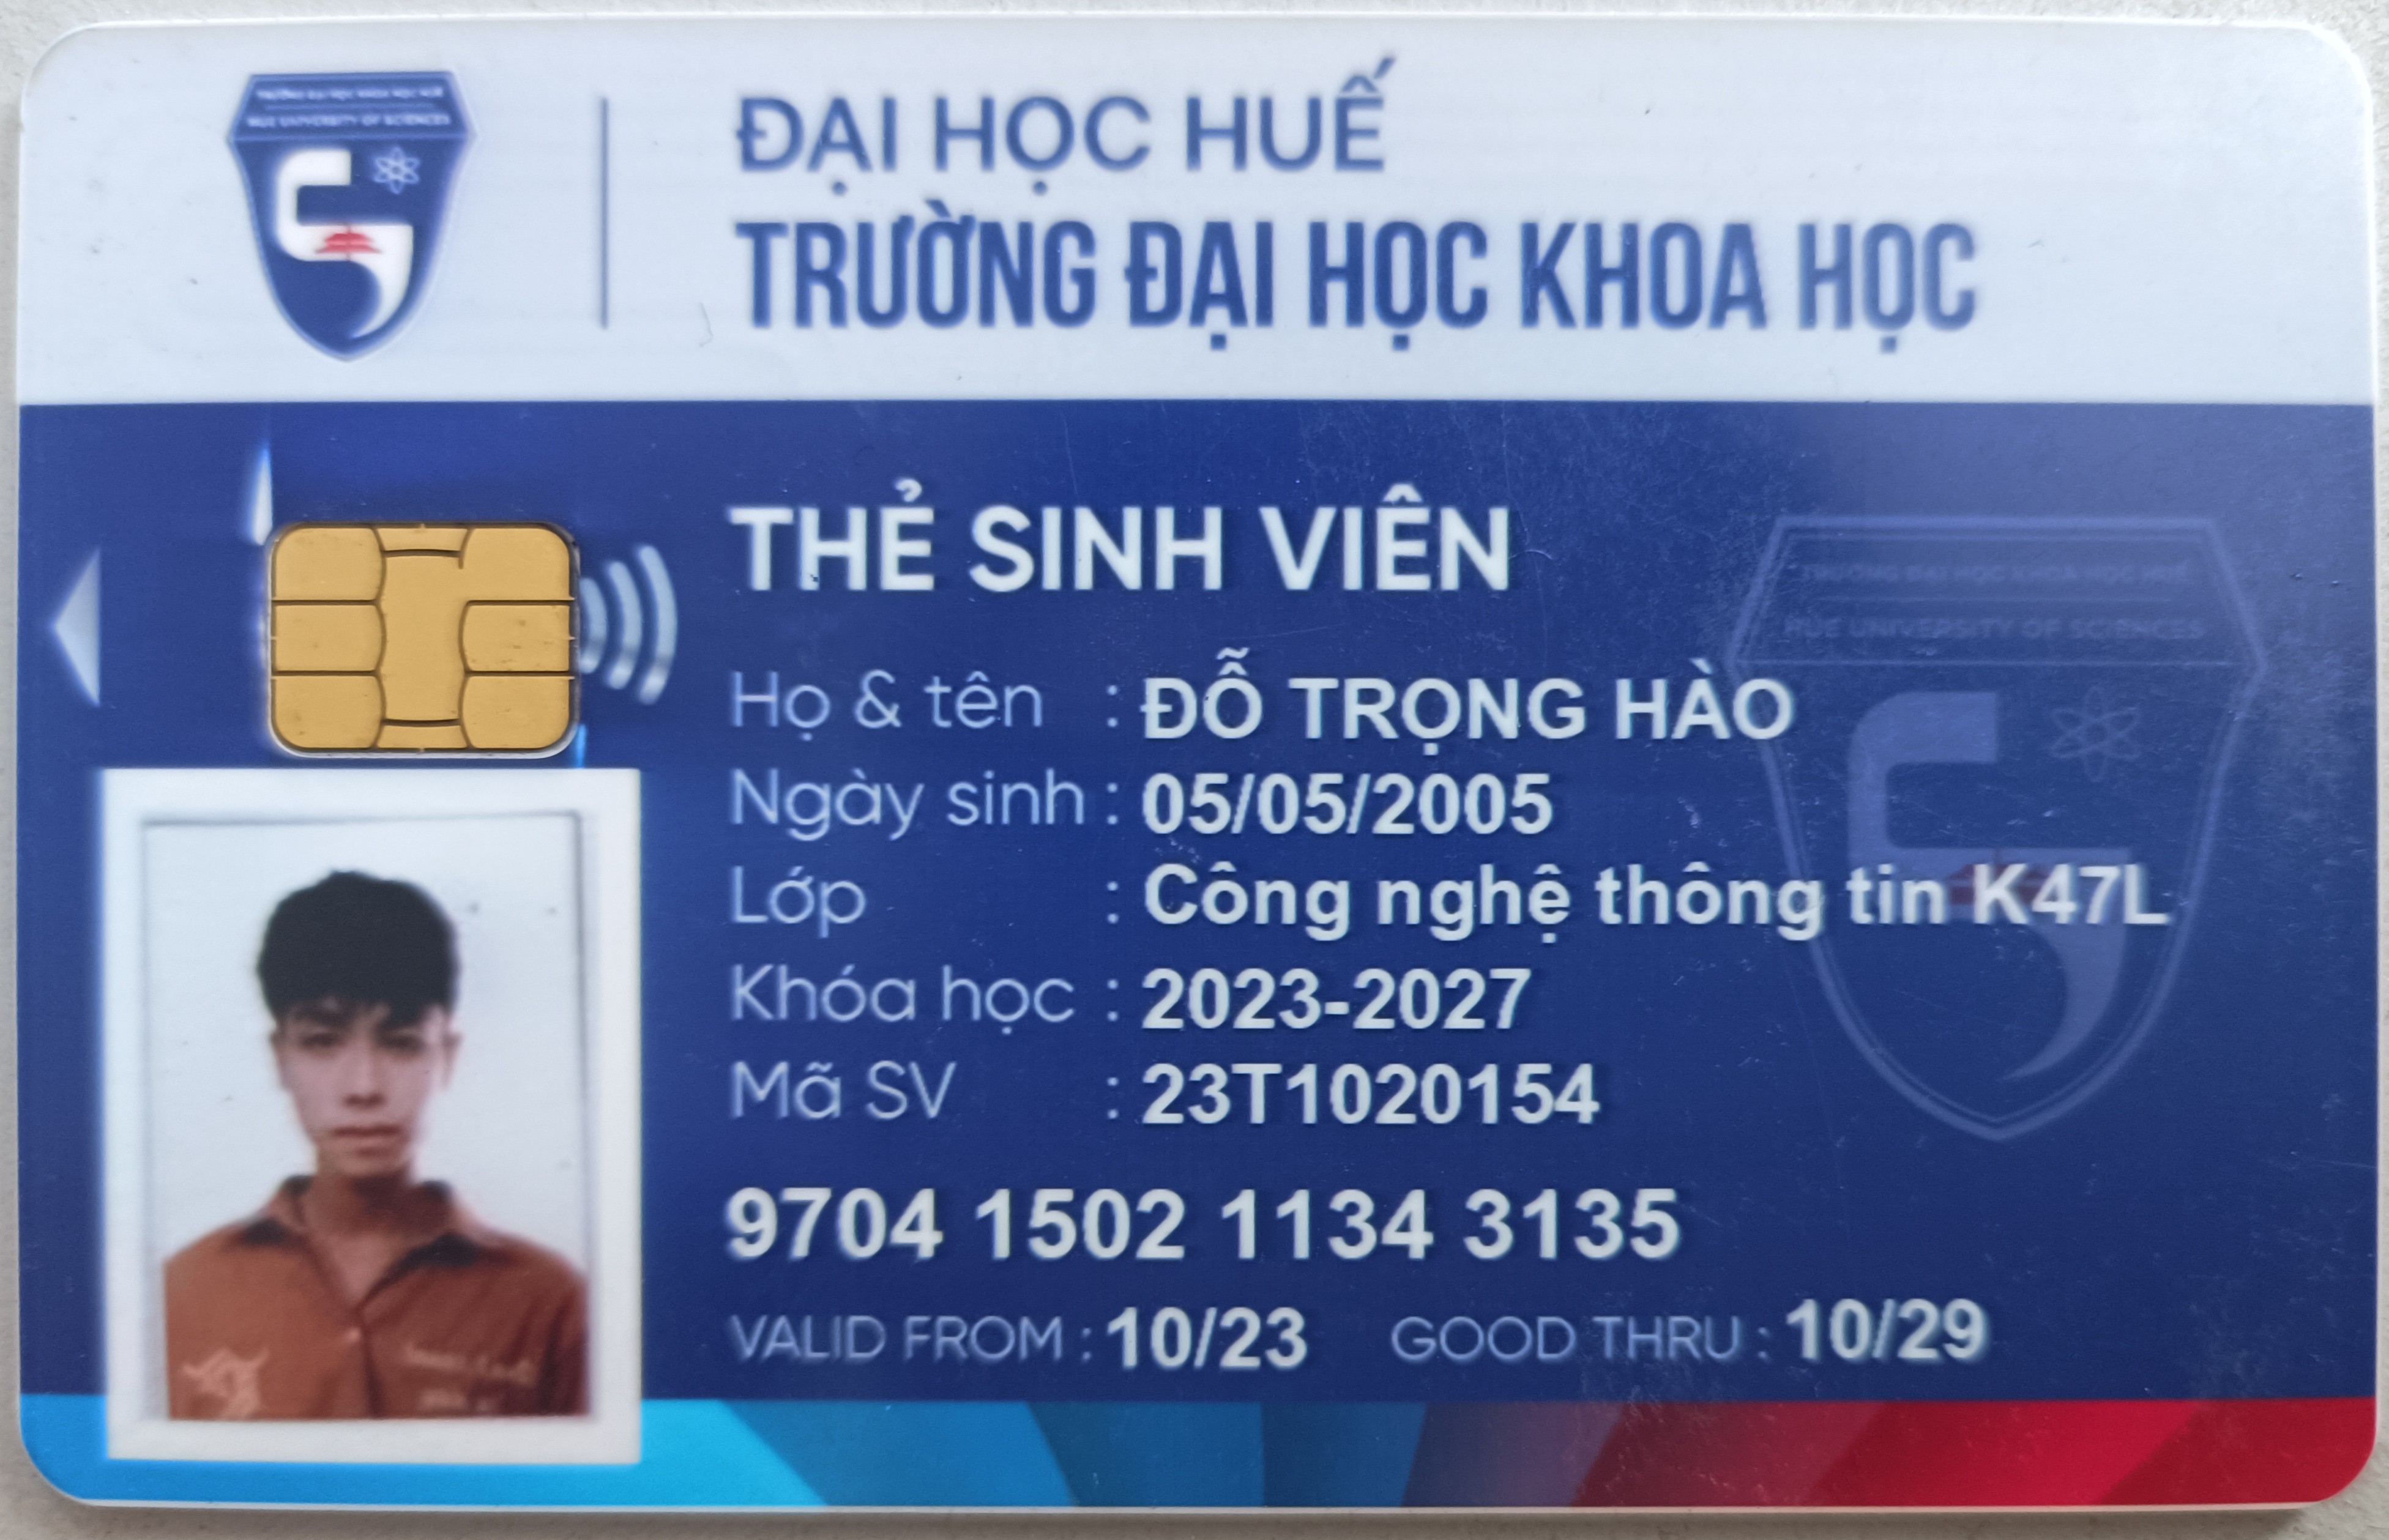 TRƯỜNG ĐẠI HỌC KHOA HỌC HUẾ
HUE UNIVERSITY OF SCIENCES
ĐẠI HỌC HUẾ
TRƯỜNG ĐẠI HỌC KHOA HỌC
THẺ SINH VIÊN
TRƯỜNG ĐẠI HỌC KHOA HỌC HUẾ
HUE UNIVERSITY OF SCIENCES
Họ & tên : ĐỖ TRỌNG HÀO
Ngày sinh : 05/05/2005
Lớp : Công nghệ thông tin K47L
Khóa học : 2023-2027
Mã SV : 23T1020154
9704 1502 1134 3135
VALID FROM : 10/23 GOOD THRU : 10/29